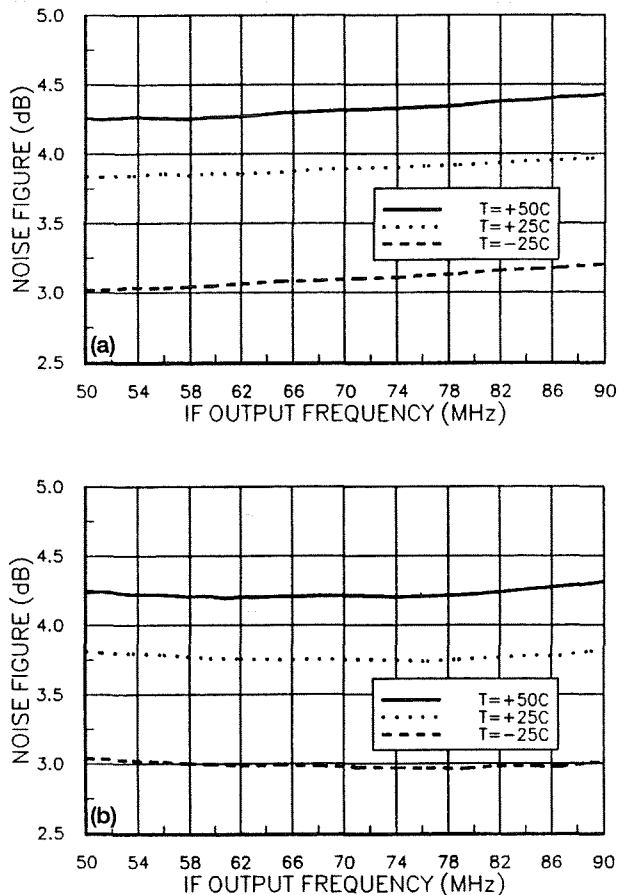 5.0
4.5
4.0
3.5
3.0
2.5
NOISE FIGURE (dB)
T=+50C
T=+25C
T=-25C
(a)
50 54 58 62 66 70 74 78 82 86 90
IF OUTPUT FREQUENCY (MHz)
5.0
4.5
4.0
3.5
3.0
2.5
NOISE FIGURE (dB)
T=+50C
T=+25C
T=-25C
(b)
50 54 58 62 66 70 74 78 82 86 90
IF OUTPUT FREQUENCY (MHz)